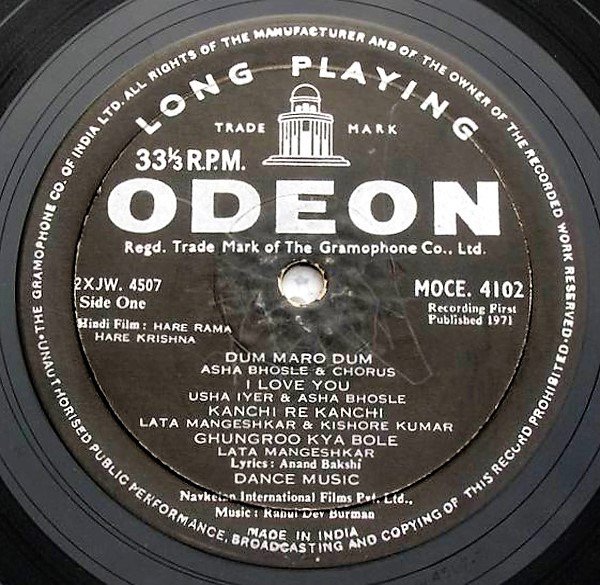 UNAUTHORISED PUBLIC PERFORMANCE, BROADCASTING AND COPYING OF THIS RECORD PROHIBITED • THE GRAMOPHONE CO. OF INDIA LTD. ALL RIGHTS OF THE MANUFACTURER AND OF THE OWNER OF THE RECORDED WORK RESERVED
LONG PLAYING
TRADE MARK
33⅓ R.P.M.
ODEON
Regd. Trade Mark of The Gramophone Co., Ltd.
2XJW. 4507
Side One
MOCE. 4102
Recording First
Published 1971
Hindi Film : HARE RAMA
HARE KRISHNA
DUM MARO DUM
ASHA BHOSLE & CHORUS
I LOVE YOU
USHA IYER & ASHA BHOSLE
KANCHI RE KANCHI
LATA MANGESHKAR & KISHORE KUMAR
GHUNGROO KYA BOLE
LATA MANGESHKAR
Lyrics : Anand Bakshi
DANCE MUSIC
Navketan International Films Pvt. Ltd.,
Music : Rahul Dev Burman
MADE IN INDIA